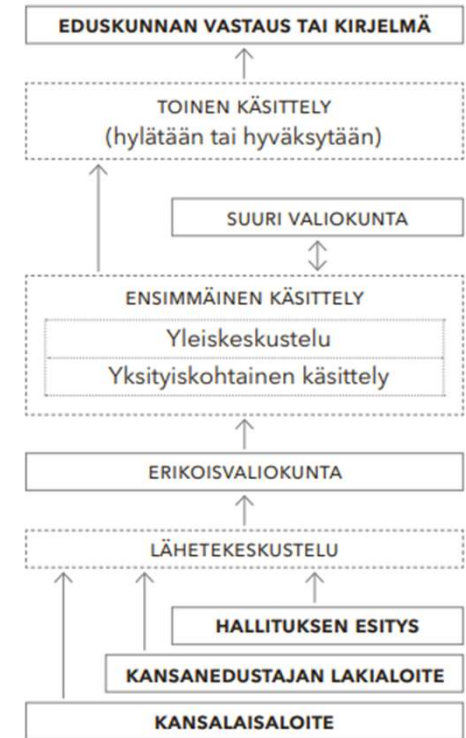 EDUSKUNNAN VASTAUS TAI KIRJELMÄ
TOINEN KÄSITTELY
(hylätään tai hyväksytään)
SUURI VALIOKUNTA
ENSIMMÄINEN KÄSITTELY
Yleiskeskustelu
Yksityiskohtainen käsittely
ERIKOISVALIOKUNTA
LÄHETEKESKUSTELU
HALLITUKSEN ESITYS
KANSANEDUSTAJAN LAKIALOITE
KANSALAISALOITE